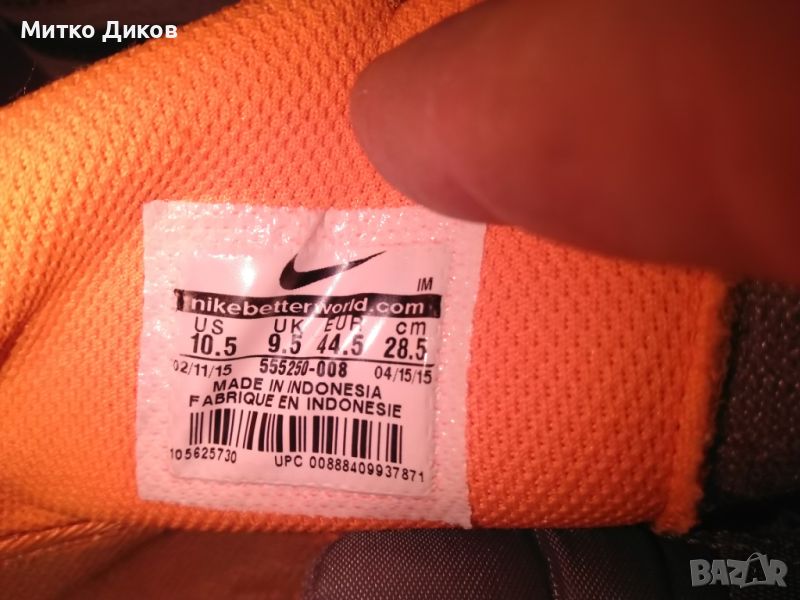 Митко Диков
IM
nikebetterworld.com
US UK EUR cm
10.5 9.5 44.5 28.5
02/11/15 555250-008 04/15/15
MADE IN INDONESIA
FABRIQUE EN INDONESIE
105625730 UPC 00888409937871
BAZAR